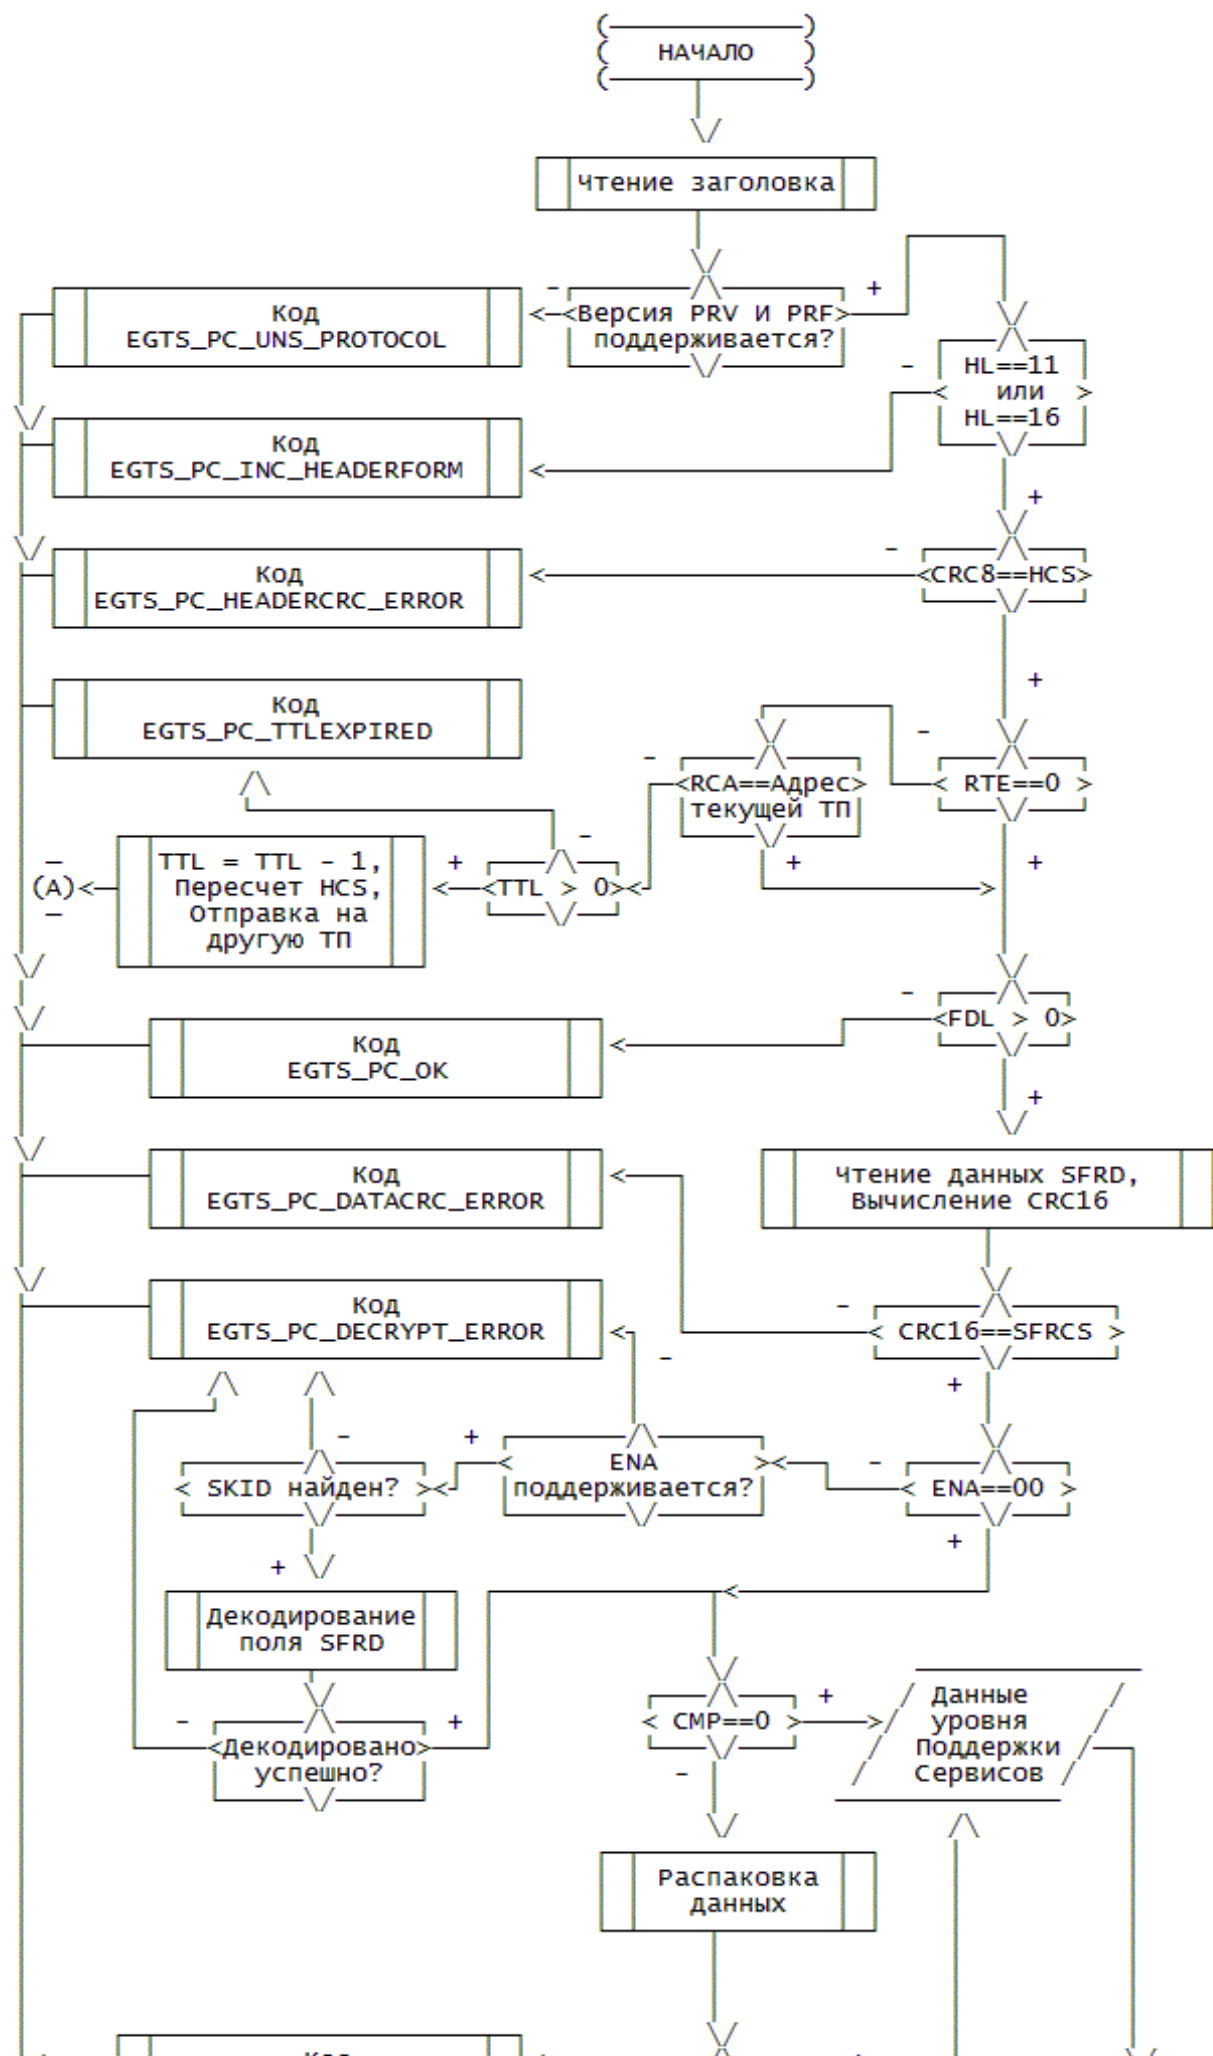 НАЧАЛО
Чтение заголовка
- +
Код
EGTS_PC_UNS_PROTOCOL
Версия PRV И PRF
поддерживается?
HL==11
или
HL==16
-
Код
EGTS_PC_INC_HEADERFORM
+
-
Код
EGTS_PC_HEADERCRC_ERROR
CRC8==HCS
+
Код
EGTS_PC_TTLEXPIRED
-
RCA==Адрес
текущей ТП
-
RTE==0
-
+
+
(A)
TTL = TTL - 1,
Пересчет HCS,
Отправка на
другую ТП
+
TTL > 0
-
FDL > 0
Код
EGTS_PC_OK
+
Код
EGTS_PC_DATACRC_ERROR
Чтение данных SFRD,
Вычисление CRC16
Код
EGTS_PC_DECRYPT_ERROR
-
CRC16==SFRCS
-
+
-
+
SKID найден?
ENA
поддерживается?
-
ENA==00
+
+
Декодирование
поля SFRD
CMP==0
+
Данные
уровня
Поддержки
Сервисов
- +
Декодировано
успешно?
-
Распаковка
данных